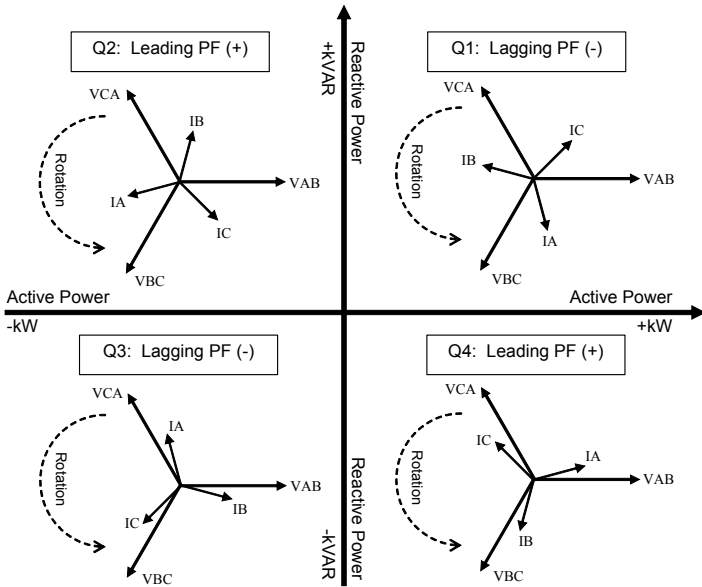 Q2: Leading PF (+)
VCA
IB
Rotation
IA
VAB
IC
VBC
+kVAR
Reactive Power
Q1: Lagging PF (-)
VCA
IC
IB
Rotation
VAB
IA
VBC
Active Power
-kW
Active Power
+kW
Q3: Lagging PF (-)
VCA
IA
Rotation
VAB
IB
IC
VBC
Reactive Power
-kVAR
Q4: Leading PF (+)
VCA
IC
IA
Rotation
VAB
IB
VBC